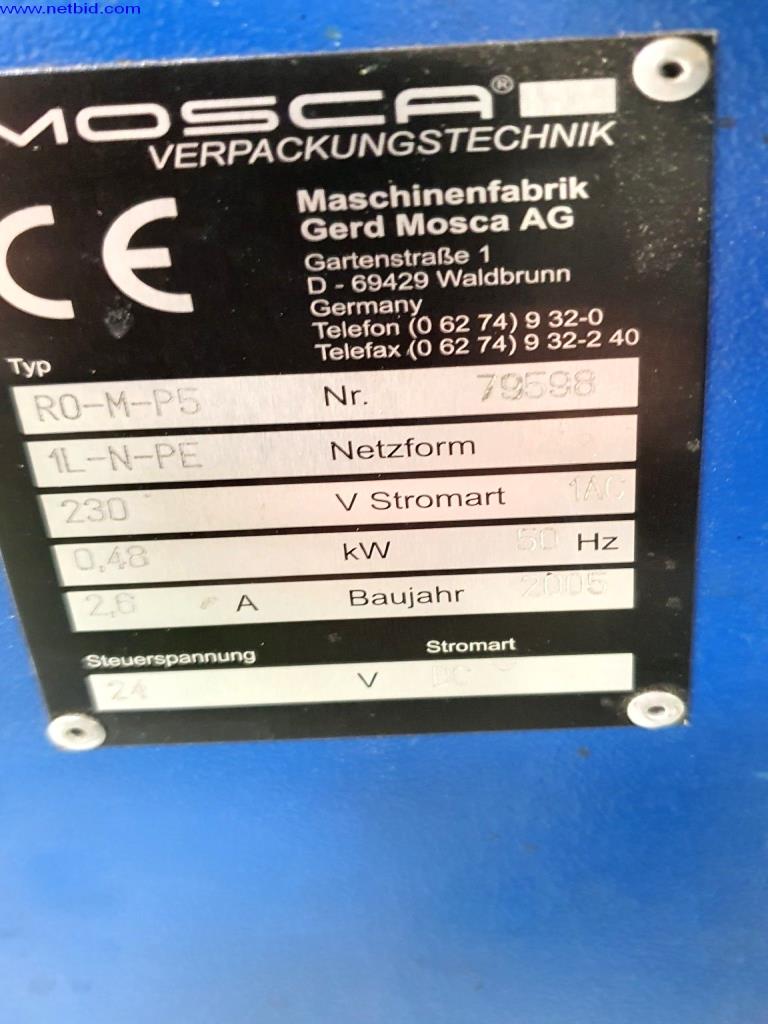 www.netbid.com
MOSCA®
VERPACKUNGSTECHNIK
CE
Maschinenfabrik
Gerd Mosca AG
Gartenstraße 1
D - 69429 Waldbrunn
Germany
Telefon (0 62 74) 9 32-0
Telefax (0 62 74) 9 32-2 40
Typ
RO-M-P5 Nr. 79598
1L-N-PE Netzform
230 V Stromart 1AC
0,48 kW 50 Hz
2,6 A Baujahr 2005
Steuerspannung Stromart
24 V DC